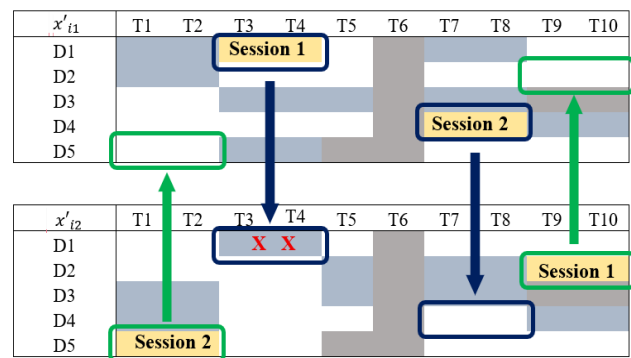 x'i1 T1 T2 T3 T4 T5 T6 T7 T8 T9 T10
D1 Session 1
D2
D3
D4 Session 2
D5
x'i2 T1 T2 T3 T4 T5 T6 T7 T8 T9 T10
D1 X X
D2 Session 1
D3
D4
D5 Session 2